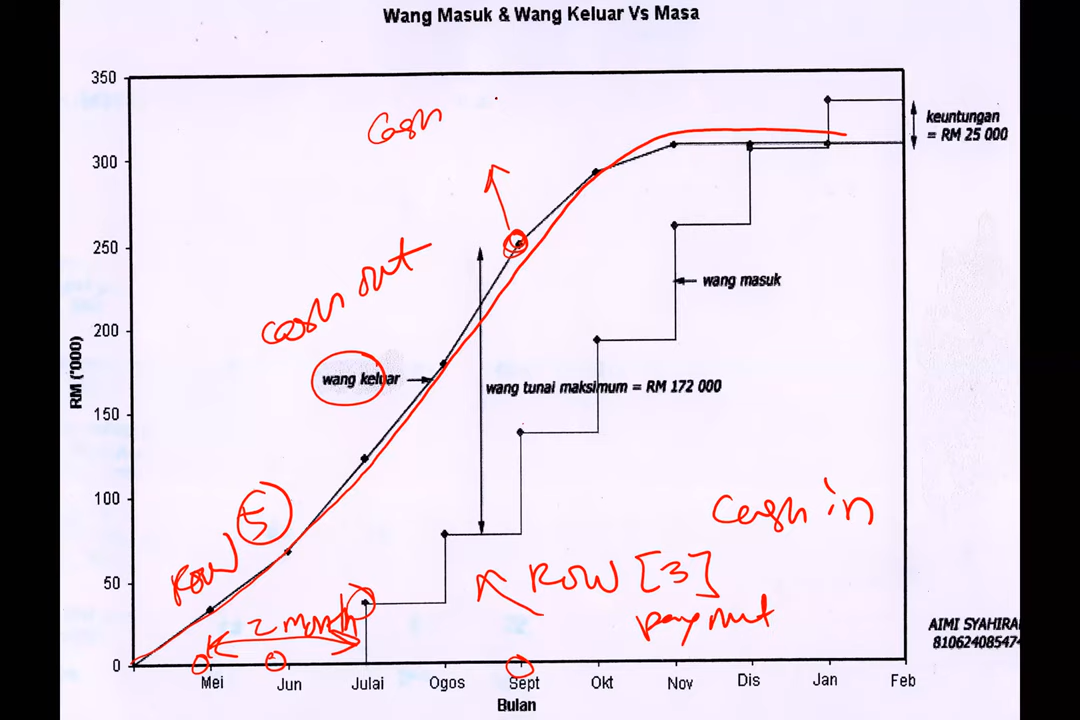 Wang Masuk & Wang Keluar Vs Masa
350
300
250
200
150
100
50
0
RM ('000)
Mei
Jun
Julai
Ogos
Sept
Okt
Nov
Dis
Jan
Feb
Bulan
keuntungan
= RM 25 000
wang masuk
wang keluar
wang tunai maksimum = RM 172 000
Cash
cash out
ROW 5
2 month
ROW [3]
payout
Cash in
AIMI SYAHIRA
810624085474